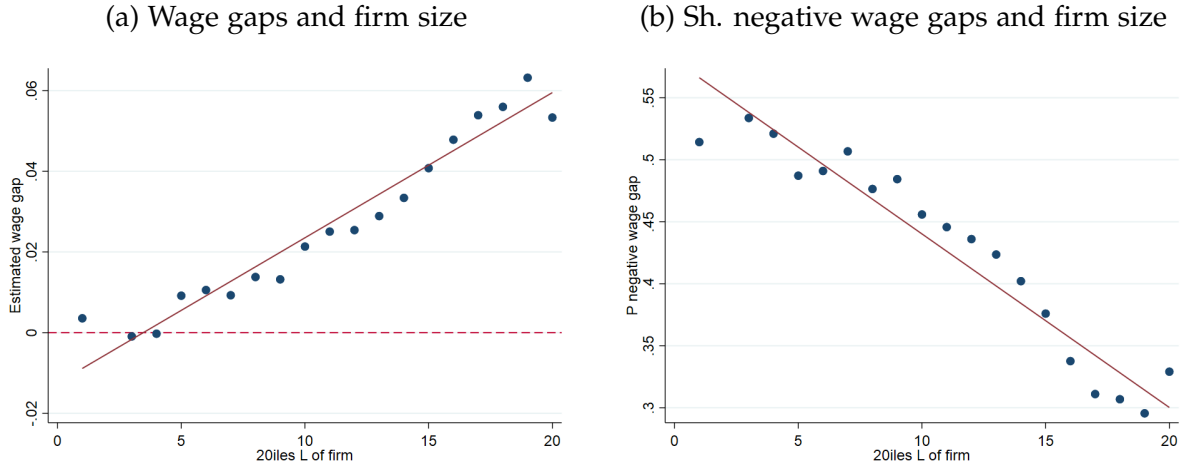 (a) Wage gaps and firm size
Estimated wage gap
.06
.04
.02
0
-.02
0 5 10 15 20
20iles L of firm
(b) Sh. negative wage gaps and firm size
P negative wage gap
.55
.5
.45
.4
.35
.3
0 5 10 15 20
20iles L of firm